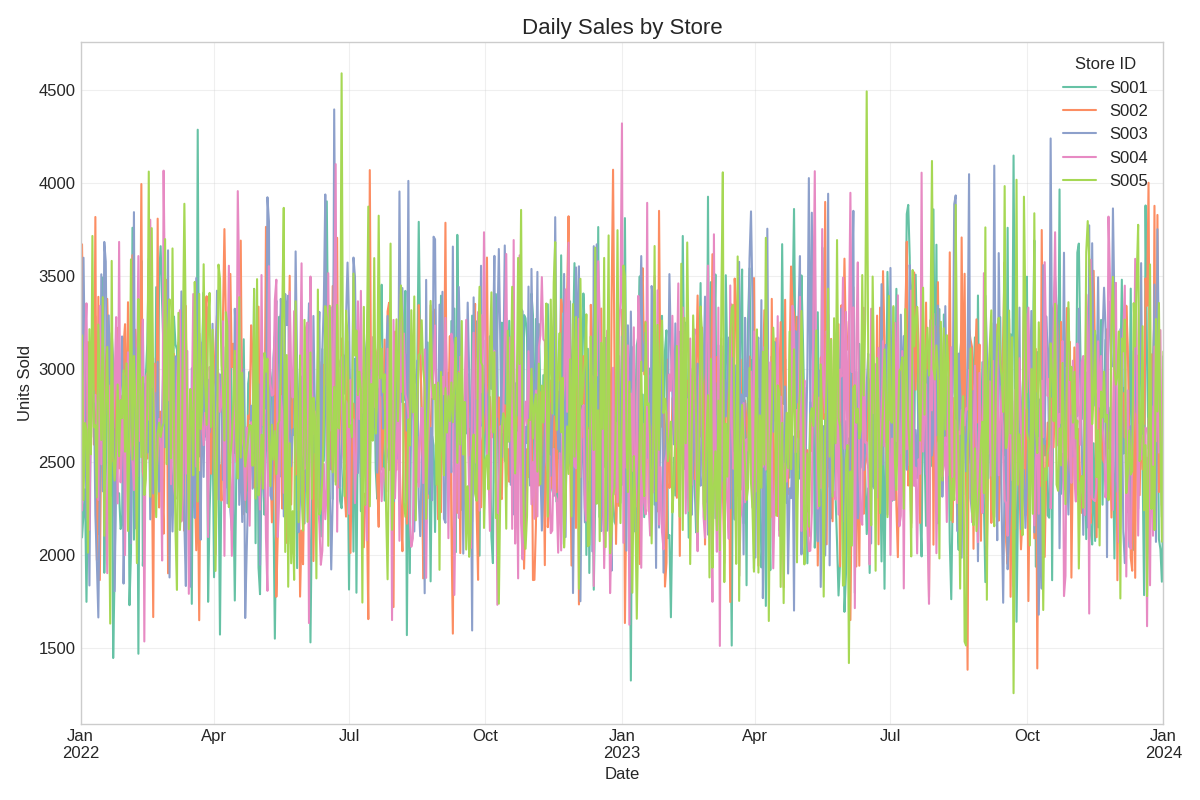 Daily Sales by Store
Store ID
S001
S002
S003
S004
S005
Units Sold
4500
4000
3500
3000
2500
2000
1500
Jan Apr Jul Oct Jan Apr Jul Oct Jan
2022 2023 2024
Date